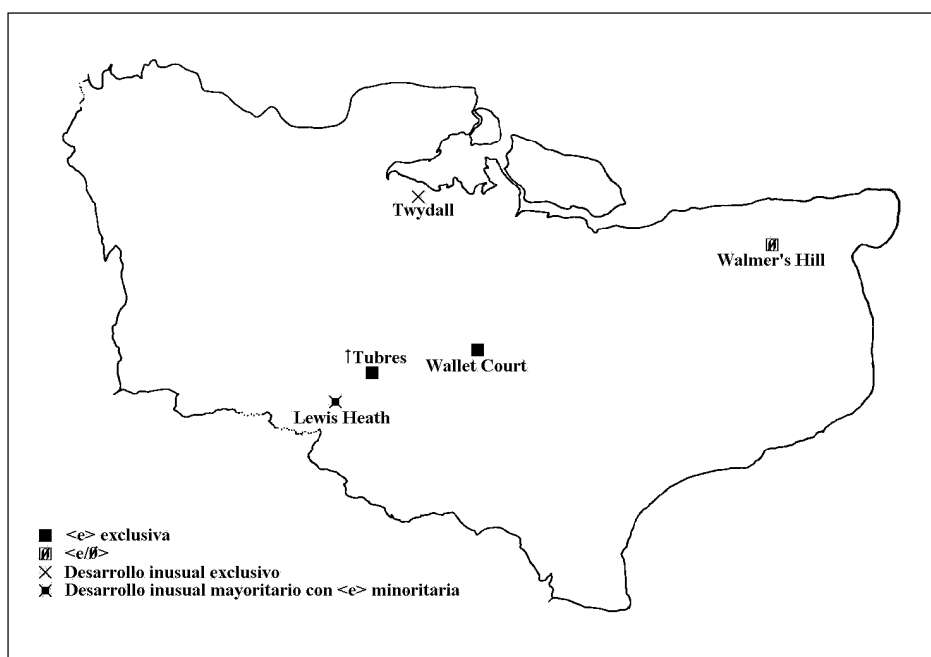 Twydall
Walmer's Hill
↑Tubres
Wallet Court
Lewis Heath
<e> exclusiva
<e/ø>
Desarrollo inusual exclusivo
Desarrollo inusual mayoritario con <e> minoritaria